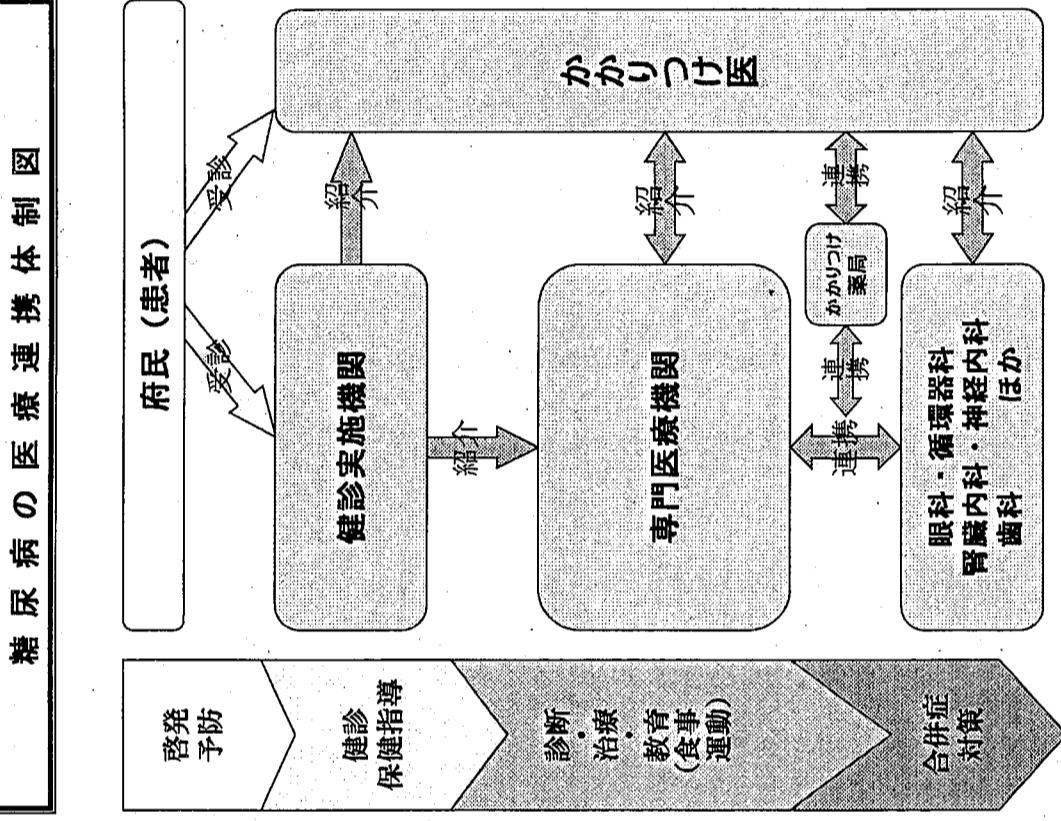 糖尿病の医療連携体制図
府民（患者）
受診
受診
かかりつけ医
健診実施機関
紹介
紹介
専門医療機関
紹介
かかりつけ
薬局
連携
連携
連携
紹介
眼科・循環器科
腎臓内科・神経内科
歯科　ほか
啓発
予防
健診
保健指導
診断
・
治療
・
教育
(食事
運動)
合併症
対策